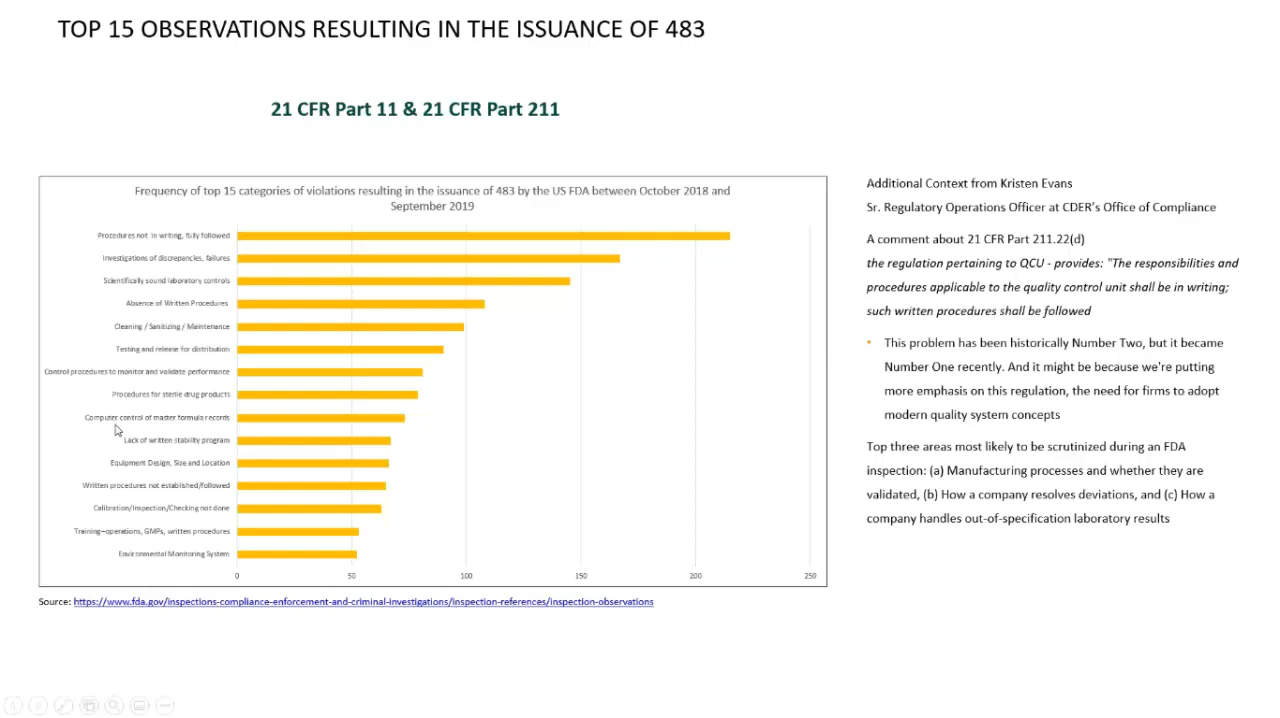 TOP 15 OBSERVATIONS RESULTING IN THE ISSUANCE OF 483
21 CFR Part 11 & 21 CFR Part 211
Frequency of top 15 categories of violations resulting in the issuance of 483 by the US FDA between October 2018 and
September 2019
Procedures not in writing, fully followed
Investigations of discrepancies, failures
Scientifically sound laboratory controls
Absence of Written Procedures
Cleaning / Sanitizing / Maintenance
Testing and release for distribution
Control procedures to monitor and validate performance
Procedures for sterile drug products
Computer control of master formula records
Lack of written stability program
Equipment Design, Size and Location
Written procedures not established/followed
Calibration/Inspection/Checking not done
Training--operations, GMPs, written procedures
Environmental Monitoring System
0 50 100 150 200 250
Source: https://www.fda.gov/inspections-compliance-enforcement-and-criminal-investigations/inspection-references/inspection-observations
Additional Context from Kristen Evans
Sr. Regulatory Operations Officer at CDER's Office of Compliance
A comment about 21 CFR Part 211.22(d)
the regulation pertaining to QCU - provides: "The responsibilities and
procedures applicable to the quality control unit shall be in writing;
such written procedures shall be followed
• This problem has been historically Number Two, but it became
Number One recently. And it might be because we're putting
more emphasis on this regulation, the need for firms to adopt
modern quality system concepts
Top three areas most likely to be scrutinized during an FDA
inspection: (a) Manufacturing processes and whether they are
validated, (b) How a company resolves deviations, and (c) How a
company handles out-of-specification laboratory results